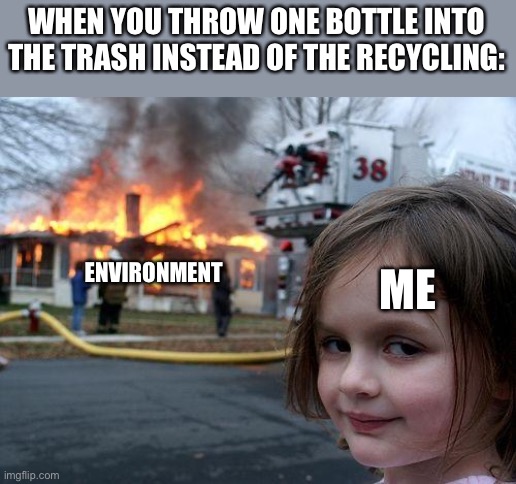 WHEN YOU THROW ONE BOTTLE INTO
THE TRASH INSTEAD OF THE RECYCLING:
38
ENVIRONMENT
ME
imgflip.com